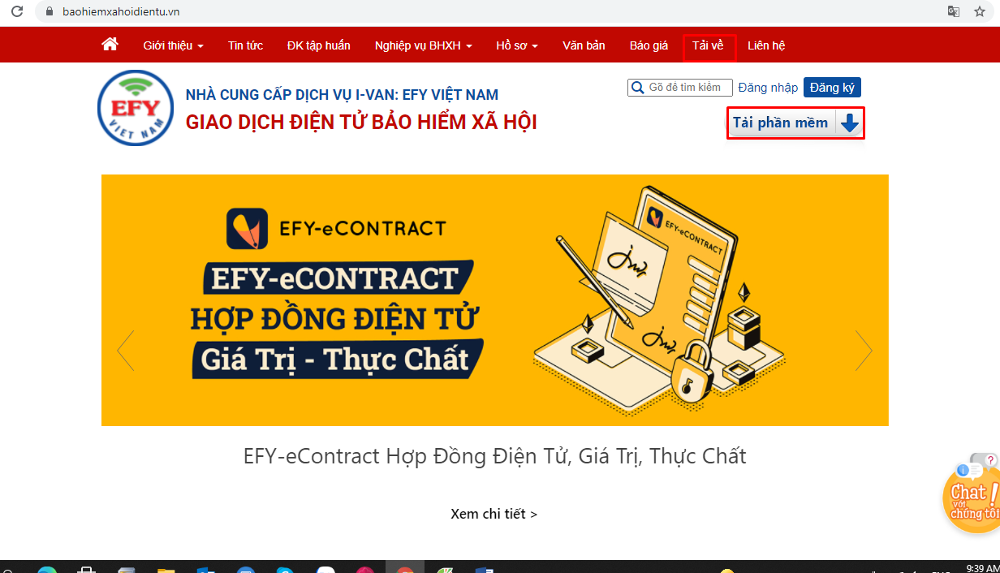 baohiemxahoidientu.vn
Giới thiệu Tin tức ĐK tập huấn Nghiệp vụ BHXH Hồ sơ Văn bản Báo giá Tải về Liên hệ
EFY
VIET NAM
NHÀ CUNG CẤP DỊCH VỤ I-VAN: EFY VIỆT NAM
GIAO DỊCH ĐIỆN TỬ BẢO HIỂM XÃ HỘI
Gõ để tìm kiếm Đăng nhập Đăng ký
Tải phần mềm
EFY-eCONTRACT
EFY-eCONTRACT
HỢP ĐỒNG ĐIỆN TỬ
Giá Trị - Thực Chất
EFY-eCONTRACT
EFY-eContract Hợp Đồng Điện Tử, Giá Trị, Thực Chất
Xem chi tiết >
Chat !
với
chúng tôi
9:39 AM